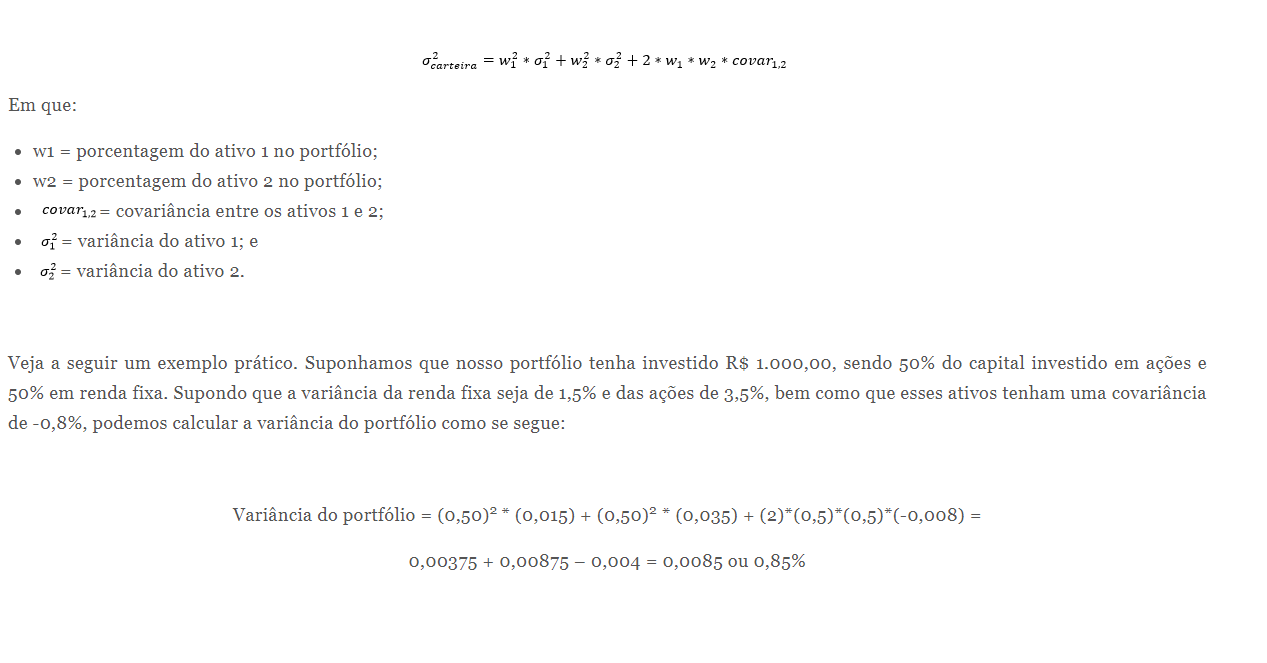 σ²carteira = w₁² * σ₁² + w₂² * σ₂² + 2 * w₁ * w₂ * covar₁,₂
Em que:
• w1 = porcentagem do ativo 1 no portfólio;
• w2 = porcentagem do ativo 2 no portfólio;
• covar₁,₂ = covariância entre os ativos 1 e 2;
• σ₁² = variância do ativo 1; e
• σ₂² = variância do ativo 2.
Veja a seguir um exemplo prático. Suponhamos que nosso portfólio tenha investido R$ 1.000,00, sendo 50% do capital investido em ações e
50% em renda fixa. Supondo que a variância da renda fixa seja de 1,5% e das ações de 3,5%, bem como que esses ativos tenham uma covariância
de -0,8%, podemos calcular a variância do portfólio como se segue:
Variância do portfólio = (0,50)² * (0,015) + (0,50)² * (0,035) + (2)*(0,5)*(0,5)*(-0,008) =
0,00375 + 0,00875 – 0,004 = 0,0085 ou 0,85%